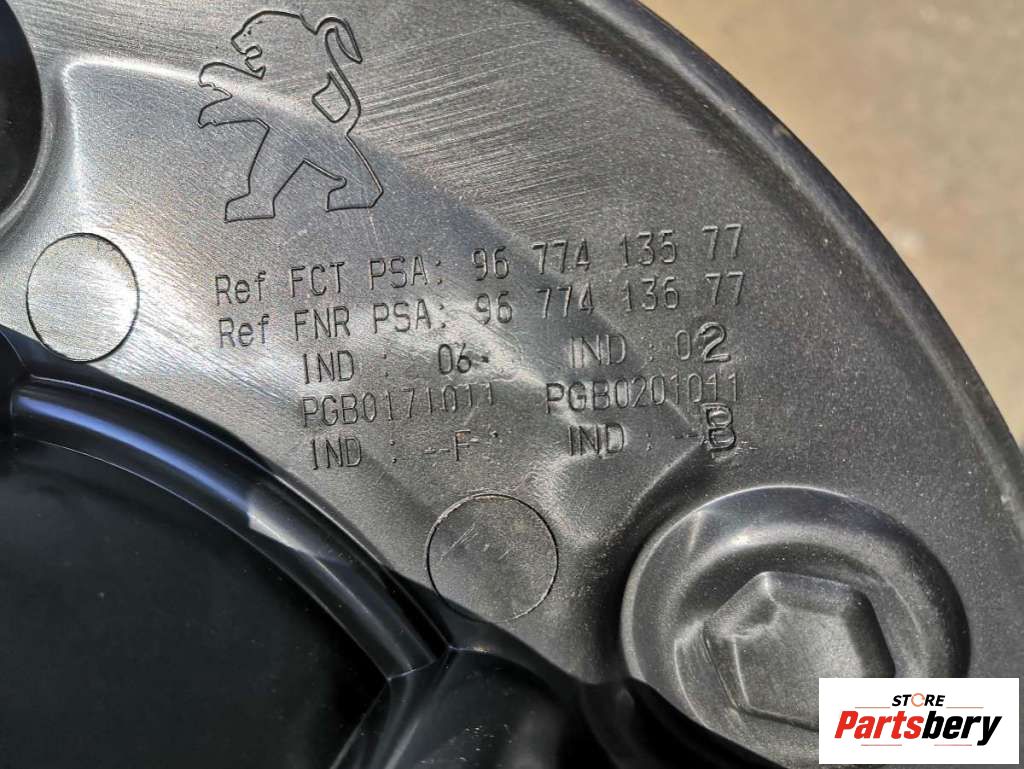 Ref FCT PSA: 96 774 135 77
Ref FNR PSA: 96 774 136 77
IND : 06 IND : 02
PGB0171011 PGB0201011
IND : --F IND : --B
STORE
Partsbery